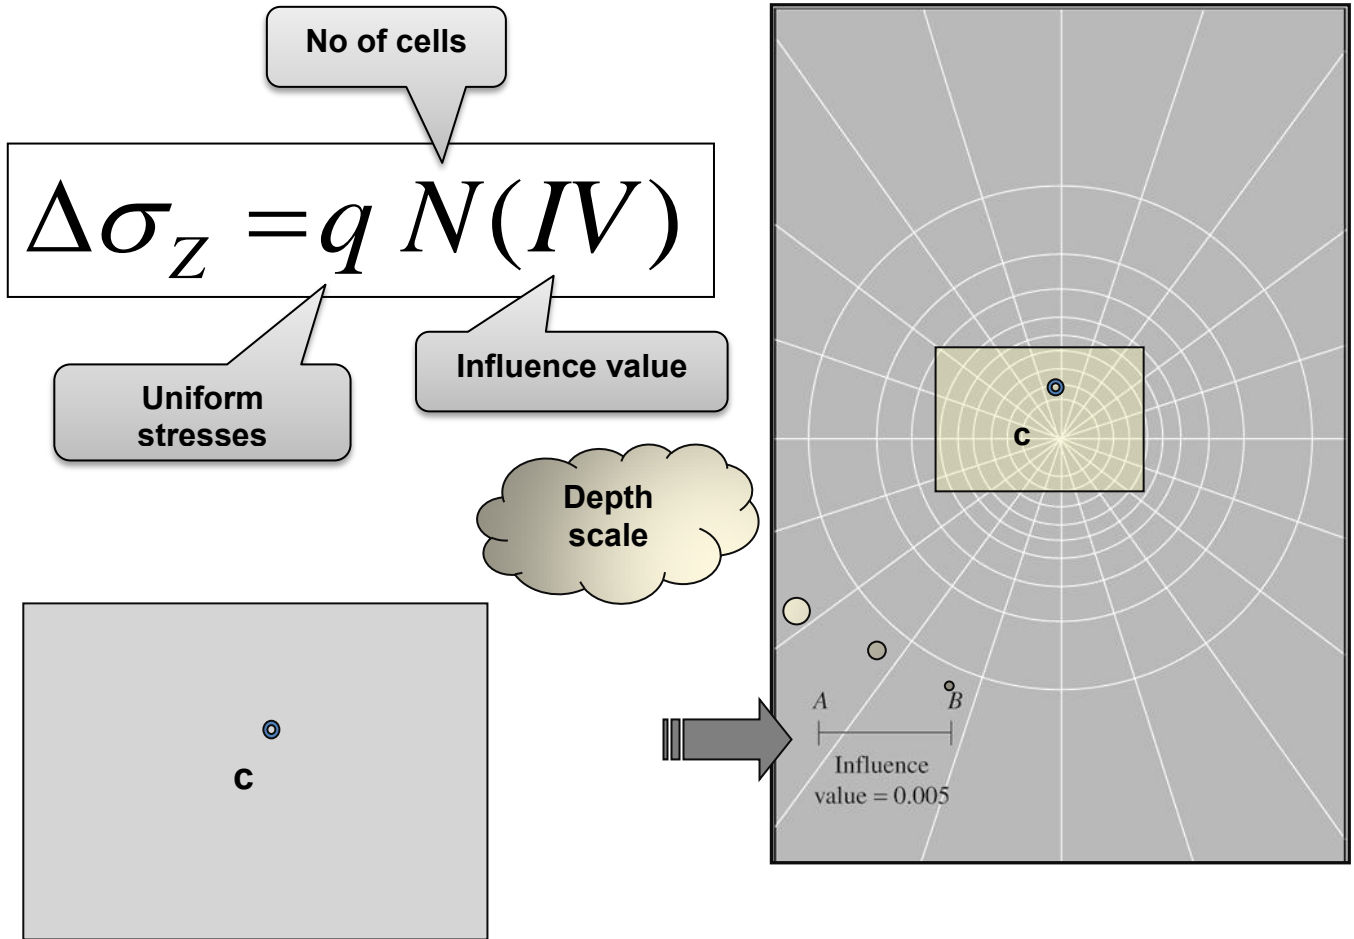 No of cells
Δσ_Z = q N(IV)
Uniform
stresses
Influence value
Depth
scale
c
c
A B
Influence
value = 0.005